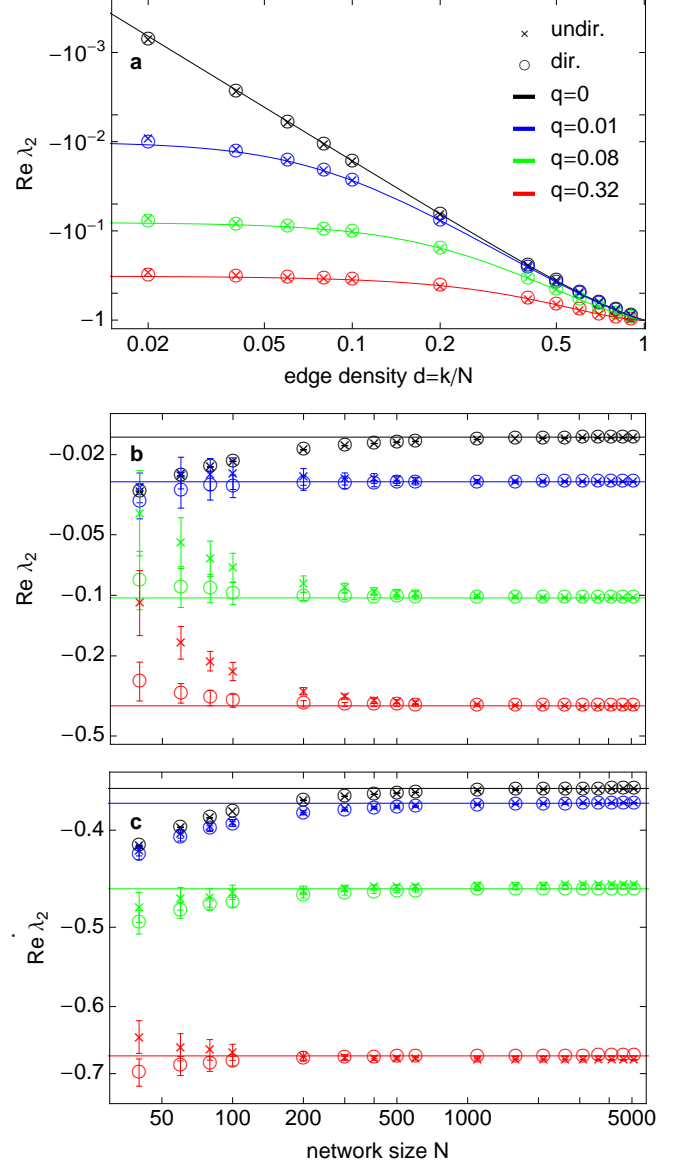 −10⁻³
−10⁻²
−10⁻¹
−1
Re λ₂
a
× undir.
○ dir.
q=0
q=0.01
q=0.08
q=0.32
0.02 0.05 0.1 0.2 0.5 1
edge density d=k/N
b
−0.02
−0.05
−0.1
−0.2
−0.5
Re λ₂
c
−0.4
−0.5
−0.6
−0.7
Re λ₂
50 100 500 1000 5000
network size N